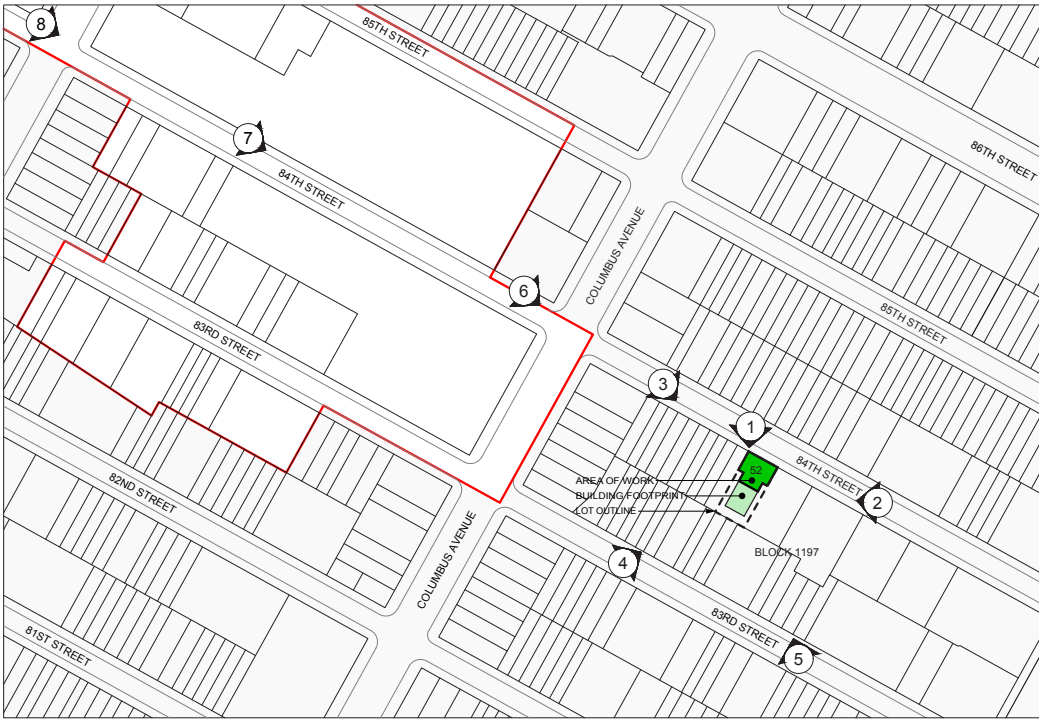 8
85TH STREET
7
86TH STREET
84TH STREET
COLUMBUS AVENUE
6
85TH STREET
83RD STREET
3
1
52
AREA OF WORK
BUILDING FOOTPRINT
LOT OUTLINE
84TH STREET
2
82ND STREET
COLUMBUS AVENUE
BLOCK 1197
4
83RD STREET
81ST STREET
5